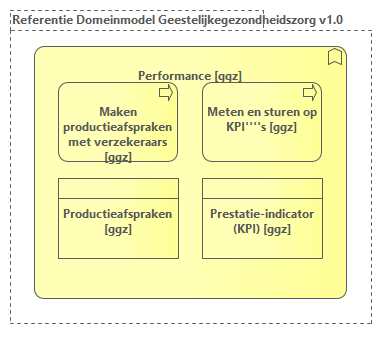 Referentie Domeinmodel Geestelijkegezondheidszorg v1.0
Performance [ggz]
Maken
productieafspraken
met verzekeraars
[ggz]
Meten en sturen op
KPI''''s [ggz]
Productieafspraken
[ggz]
Prestatie-indicator
(KPI) [ggz]